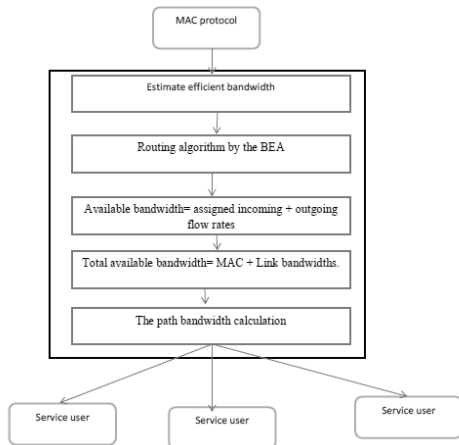 MAC protocol
Estimate efficient bandwidth
Routing algorithm by the BEA
Available bandwidth= assigned incoming + outgoing
flow rates
Total available bandwidth= MAC + Link bandwidths.
The path bandwidth calculation
Service user
Service user
Service user